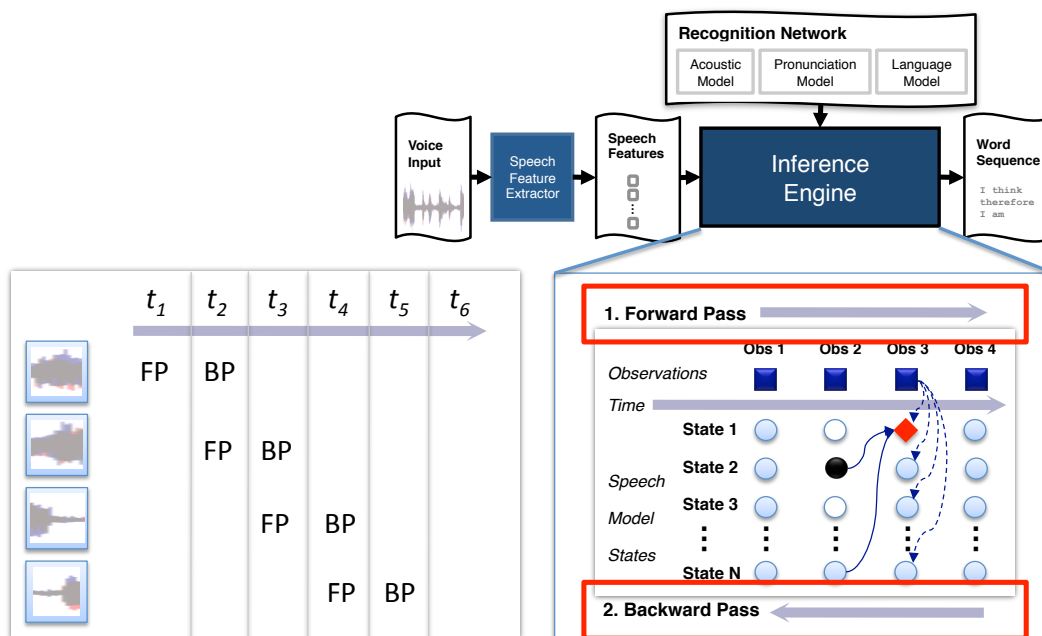 Recognition Network
Acoustic Model
Pronunciation Model
Language Model
Voice Input
Speech Feature Extractor
Speech Features
Inference Engine
Word Sequence
I think
therefore
I am
t1 t2 t3 t4 t5 t6
FP BP
FP BP
FP BP
FP BP
1. Forward Pass
Obs 1 Obs 2 Obs 3 Obs 4
Observations
Time
State 1
State 2
Speech
State 3
Model
States
State N
2. Backward Pass